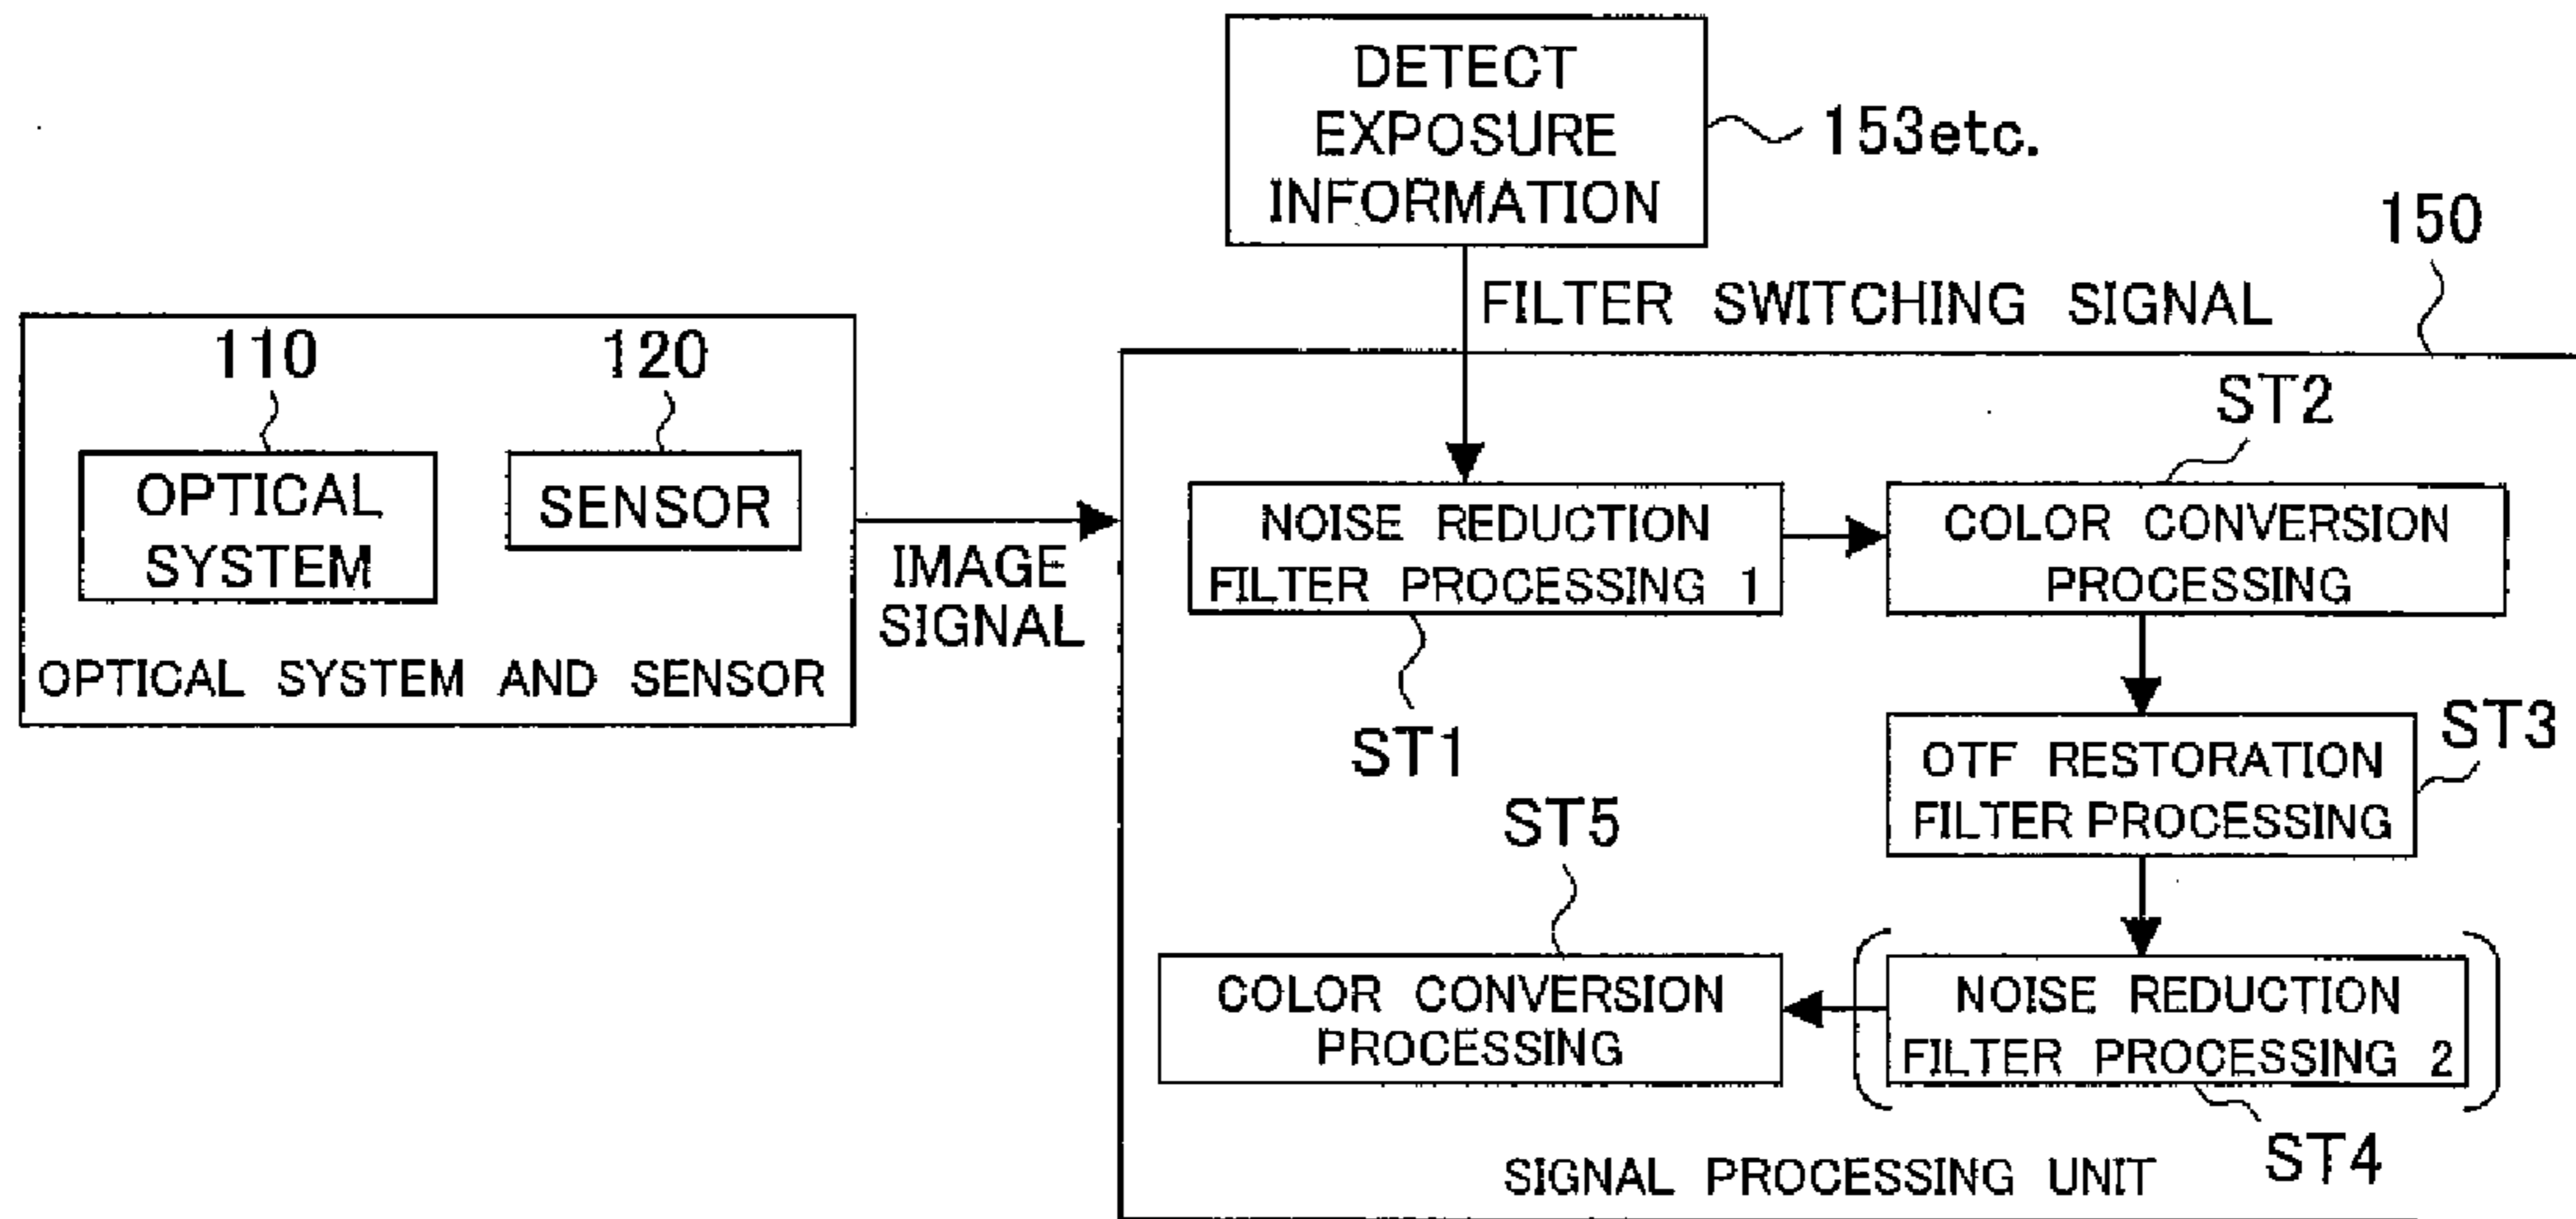 DETECT
EXPOSURE
INFORMATION
153etc.
150
FILTER SWITCHING SIGNAL
110
120
OPTICAL
SYSTEM
SENSOR
OPTICAL SYSTEM AND SENSOR
IMAGE
SIGNAL
ST2
NOISE REDUCTION
FILTER PROCESSING 1
COLOR CONVERSION
PROCESSING
ST1
ST3
OTF RESTORATION
FILTER PROCESSING
ST5
COLOR CONVERSION
PROCESSING
NOISE REDUCTION
FILTER PROCESSING 2
ST4
SIGNAL PROCESSING UNIT